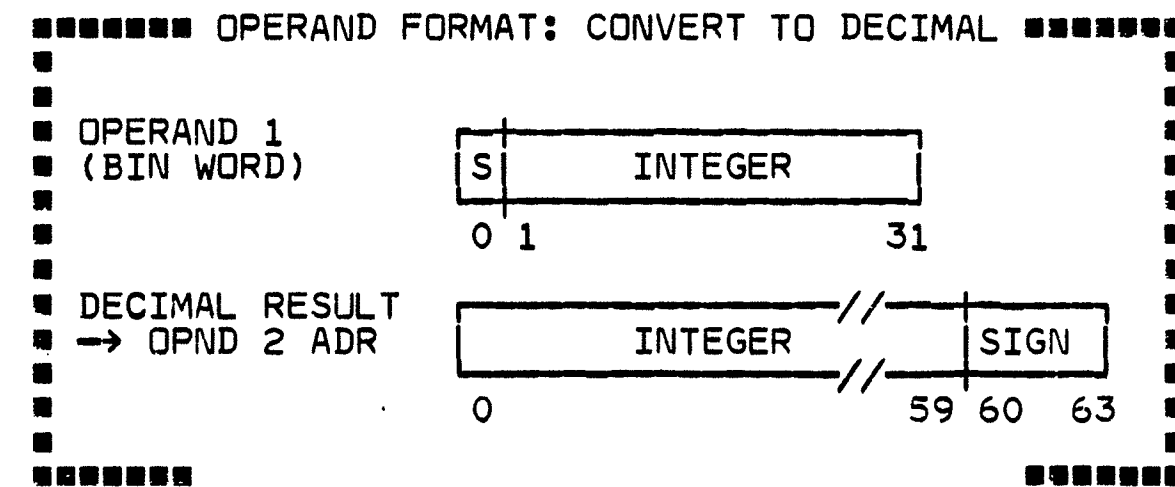 OPERAND FORMAT: CONVERT TO DECIMAL
OPERAND 1
(BIN WORD)
S INTEGER
0 1 31
DECIMAL RESULT
→ OPND 2 ADR
INTEGER SIGN
0 59 60 63